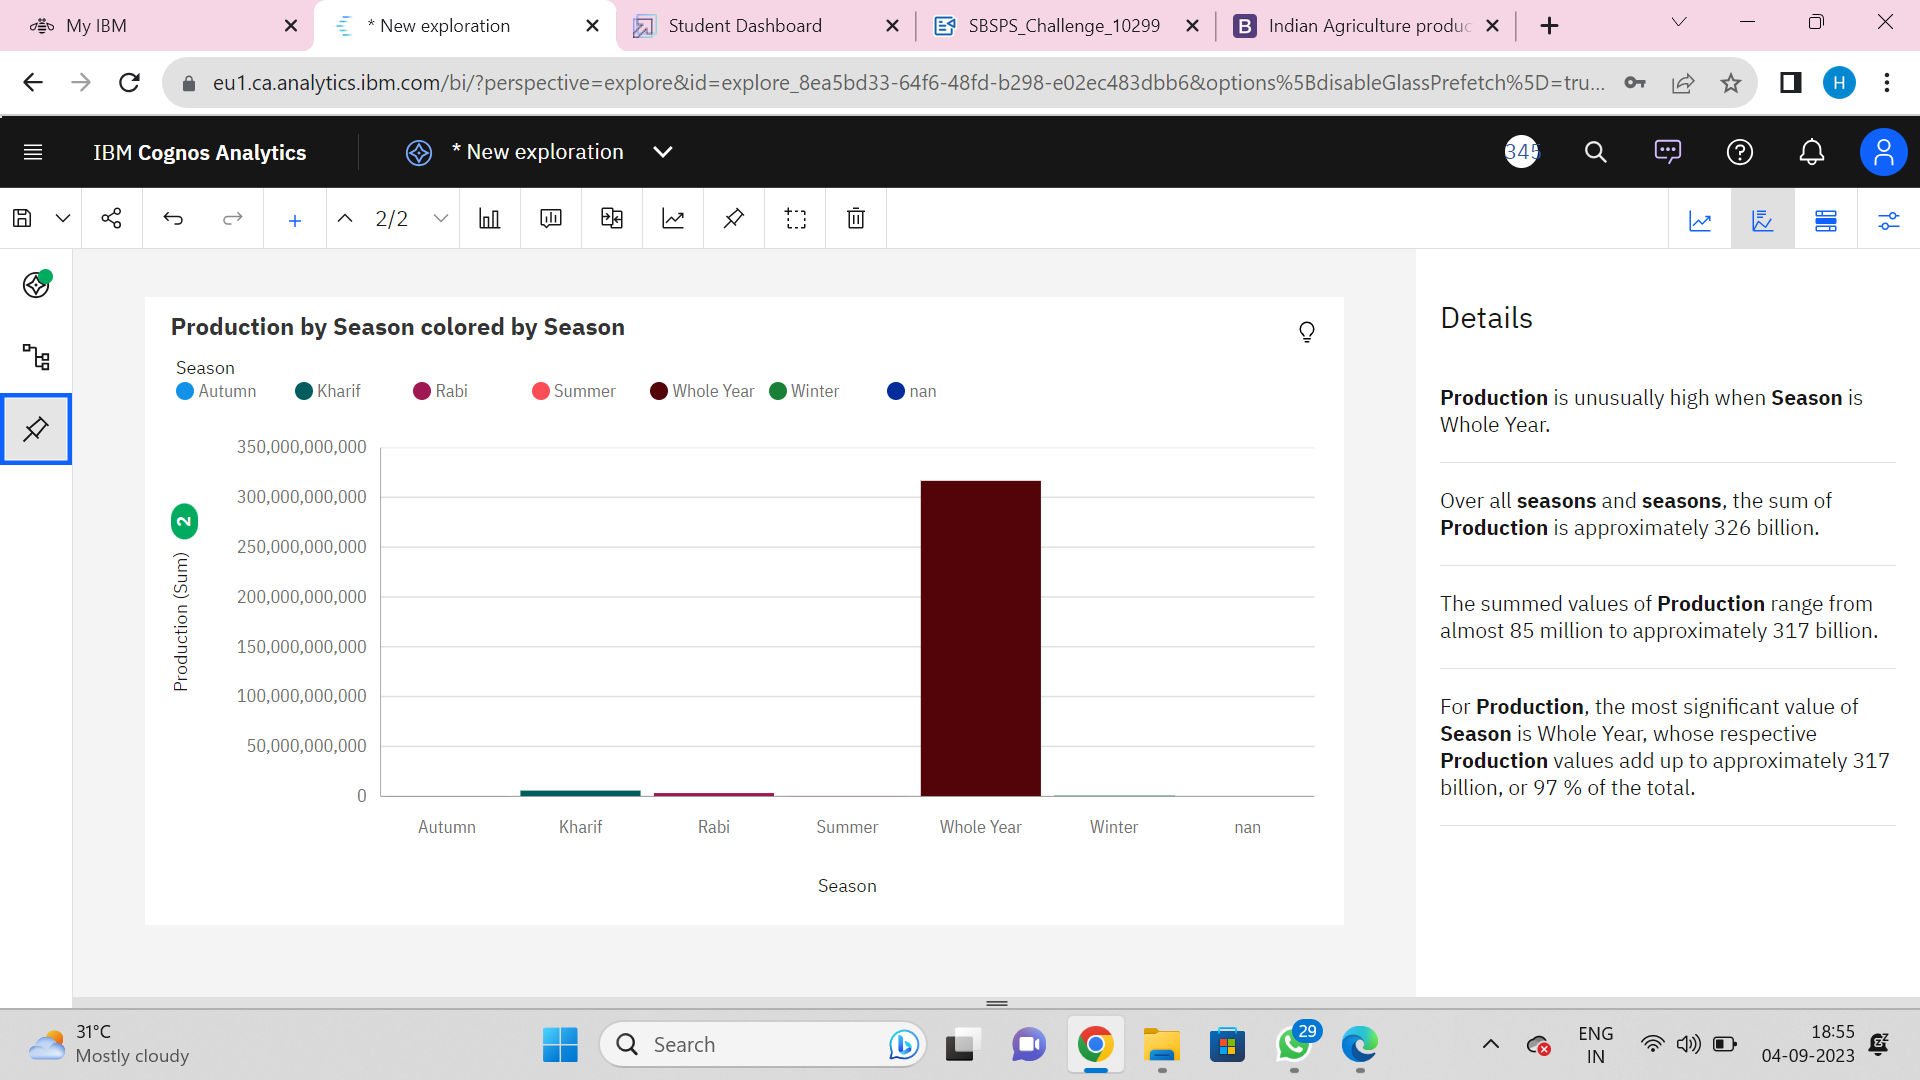 My IBM
* New exploration
Student Dashboard
SBSPS_Challenge_10299
Indian Agriculture produc
eu1.ca.analytics.ibm.com/bi/?perspective=explore&id=explore_8ea5bd33-64f6-48fd-b298-e02ec483dbb6&options%5BdisableGlassPrefetch%5D=tru...
H
IBM Cognos Analytics
* New exploration
345
2/2
Production by Season colored by Season
Season
Autumn Kharif Rabi Summer Whole Year Winter nan
350,000,000,000
300,000,000,000
250,000,000,000
200,000,000,000
150,000,000,000
100,000,000,000
50,000,000,000
0
2
Production (Sum)
Autumn Kharif Rabi Summer Whole Year Winter nan
Season
Details
Production is unusually high when Season is
Whole Year.
Over all seasons and seasons, the sum of
Production is approximately 326 billion.
The summed values of Production range from
almost 85 million to approximately 317 billion.
For Production, the most significant value of
Season is Whole Year, whose respective
Production values add up to approximately 317
billion, or 97 % of the total.
31°C
Mostly cloudy
Search
29
ENG
IN
18:55
04-09-2023